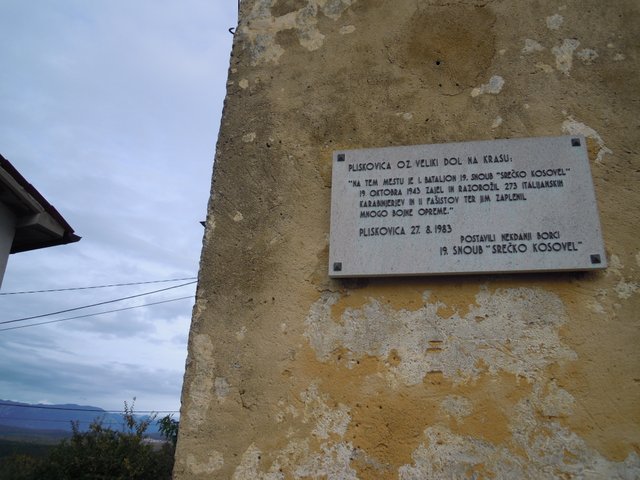 PLISKOVICA OZ. VELIKI DOL NA KRASU:
"NA TEM MESTU JE I. BATALJON 19. SNOUB "SREČKO KOSOVEL"
19. OKTOBRA 1943 ZAJEL IN RAZOROŽIL 273 ITALIJANSKIH
KARABINJERJEV IN 11 FAŠISTOV TER JIM ZAPLENIL
MNOGO BOJNE OPREME."
PLISKOVICA 27. 8. 1983
POSTAVILI NEKDANJI BORCI
19. SNOUB "SREČKO KOSOVEL"